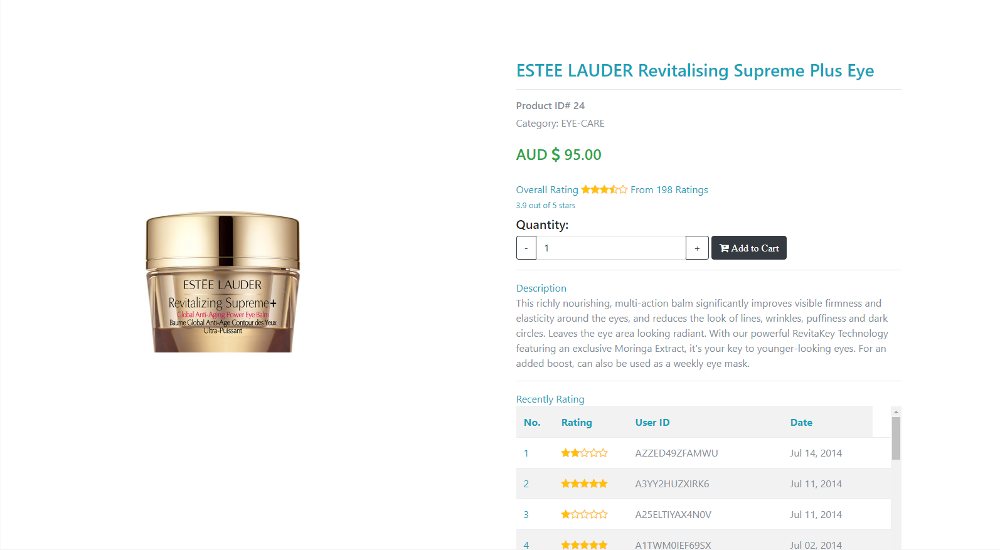 ESTEE LAUDER Revitalising Supreme Plus Eye
Product ID# 24
Category: EYE-CARE
AUD $ 95.00
Overall Rating From 198 Ratings
3.9 out of 5 stars
Quantity:
- 1 + Add to Cart
Description
This richly nourishing, multi-action balm significantly improves visible firmness and
elasticity around the eyes, and reduces the look of lines, wrinkles, puffiness and dark
circles. Leaves the eye area looking radiant. With our powerful RevitaKey Technology
featuring an exclusive Moringa Extract, it's your key to younger-looking eyes. For an
added boost, can also be used as a weekly eye mask.
Recently Rating
No. Rating User ID Date
1 AZZED49ZFAMWU Jul 14, 2014
2 A3YY2HUZXIRK6 Jul 11, 2014
3 A25ELTIYAX4N0V Jul 11, 2014
4 A1TWM0IEF69SX Jul 02, 2014
ESTĒE LAUDER
Revitalizing Supreme+
Global Anti-Aging Power Eye Balm
Baume Global Anti-Age Contour des Yeux
Ultra-Puissant